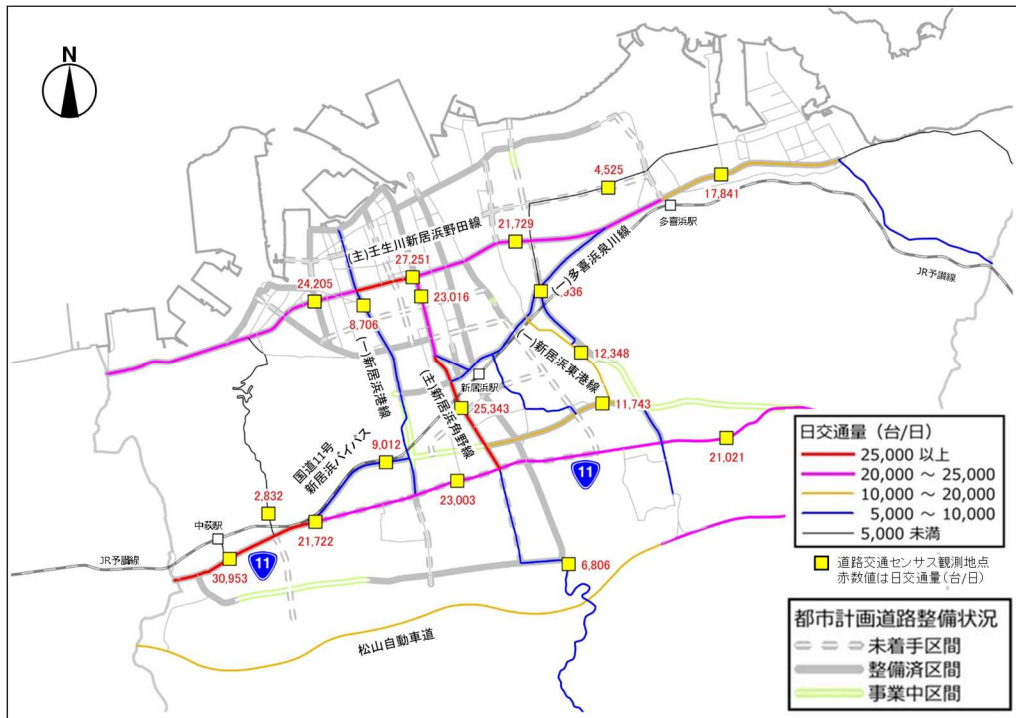 N
4,525
17,841
多喜浜駅
21,729
(主)壬生川新居浜野田線
(一)多喜浜泉川線
27,251
24,205
23,016
JR予讃線
936
8,706
(一)新居浜港線
(一)新居浜東港線
12,348
新居浜駅
(主)新居浜角野線
25,343
11,743
国道11号
新居浜バイパス
9,012
21,021
11
23,003
2,832
中萩駅
21,722
JR予讃線
30,953
11
6,806
松山自動車道
日交通量（台/日）
25,000 以上
20,000 ～ 25,000
10,000 ～ 20,000
5,000 ～ 10,000
5,000 未満
道路交通センサス観測地点
赤数値は日交通量(台/日)
都市計画道路整備状況
未着手区間
整備済区間
事業中区間